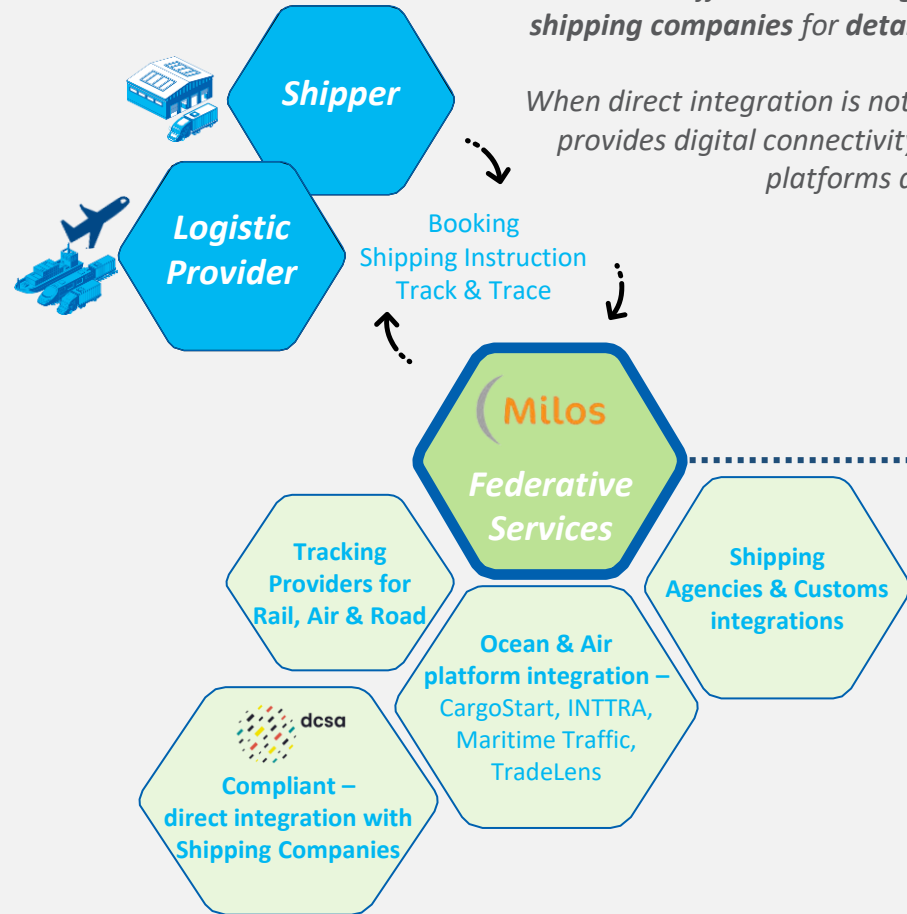 shipping companies for
When direct integration is not
provides digital connectivity
platforms
Shipper
Logistic
Provider
Booking
Shipping Instruction
Track & Trace
Milos
Federative
Services
Tracking
Providers for
Rail, Air & Road
Shipping
Agencies & Customs
integrations
Ocean & Air
platform integration –
CargoStart, INTTRA,
Maritime Traffic,
TradeLens
dcsa
Compliant –
direct integration with
Shipping Companies